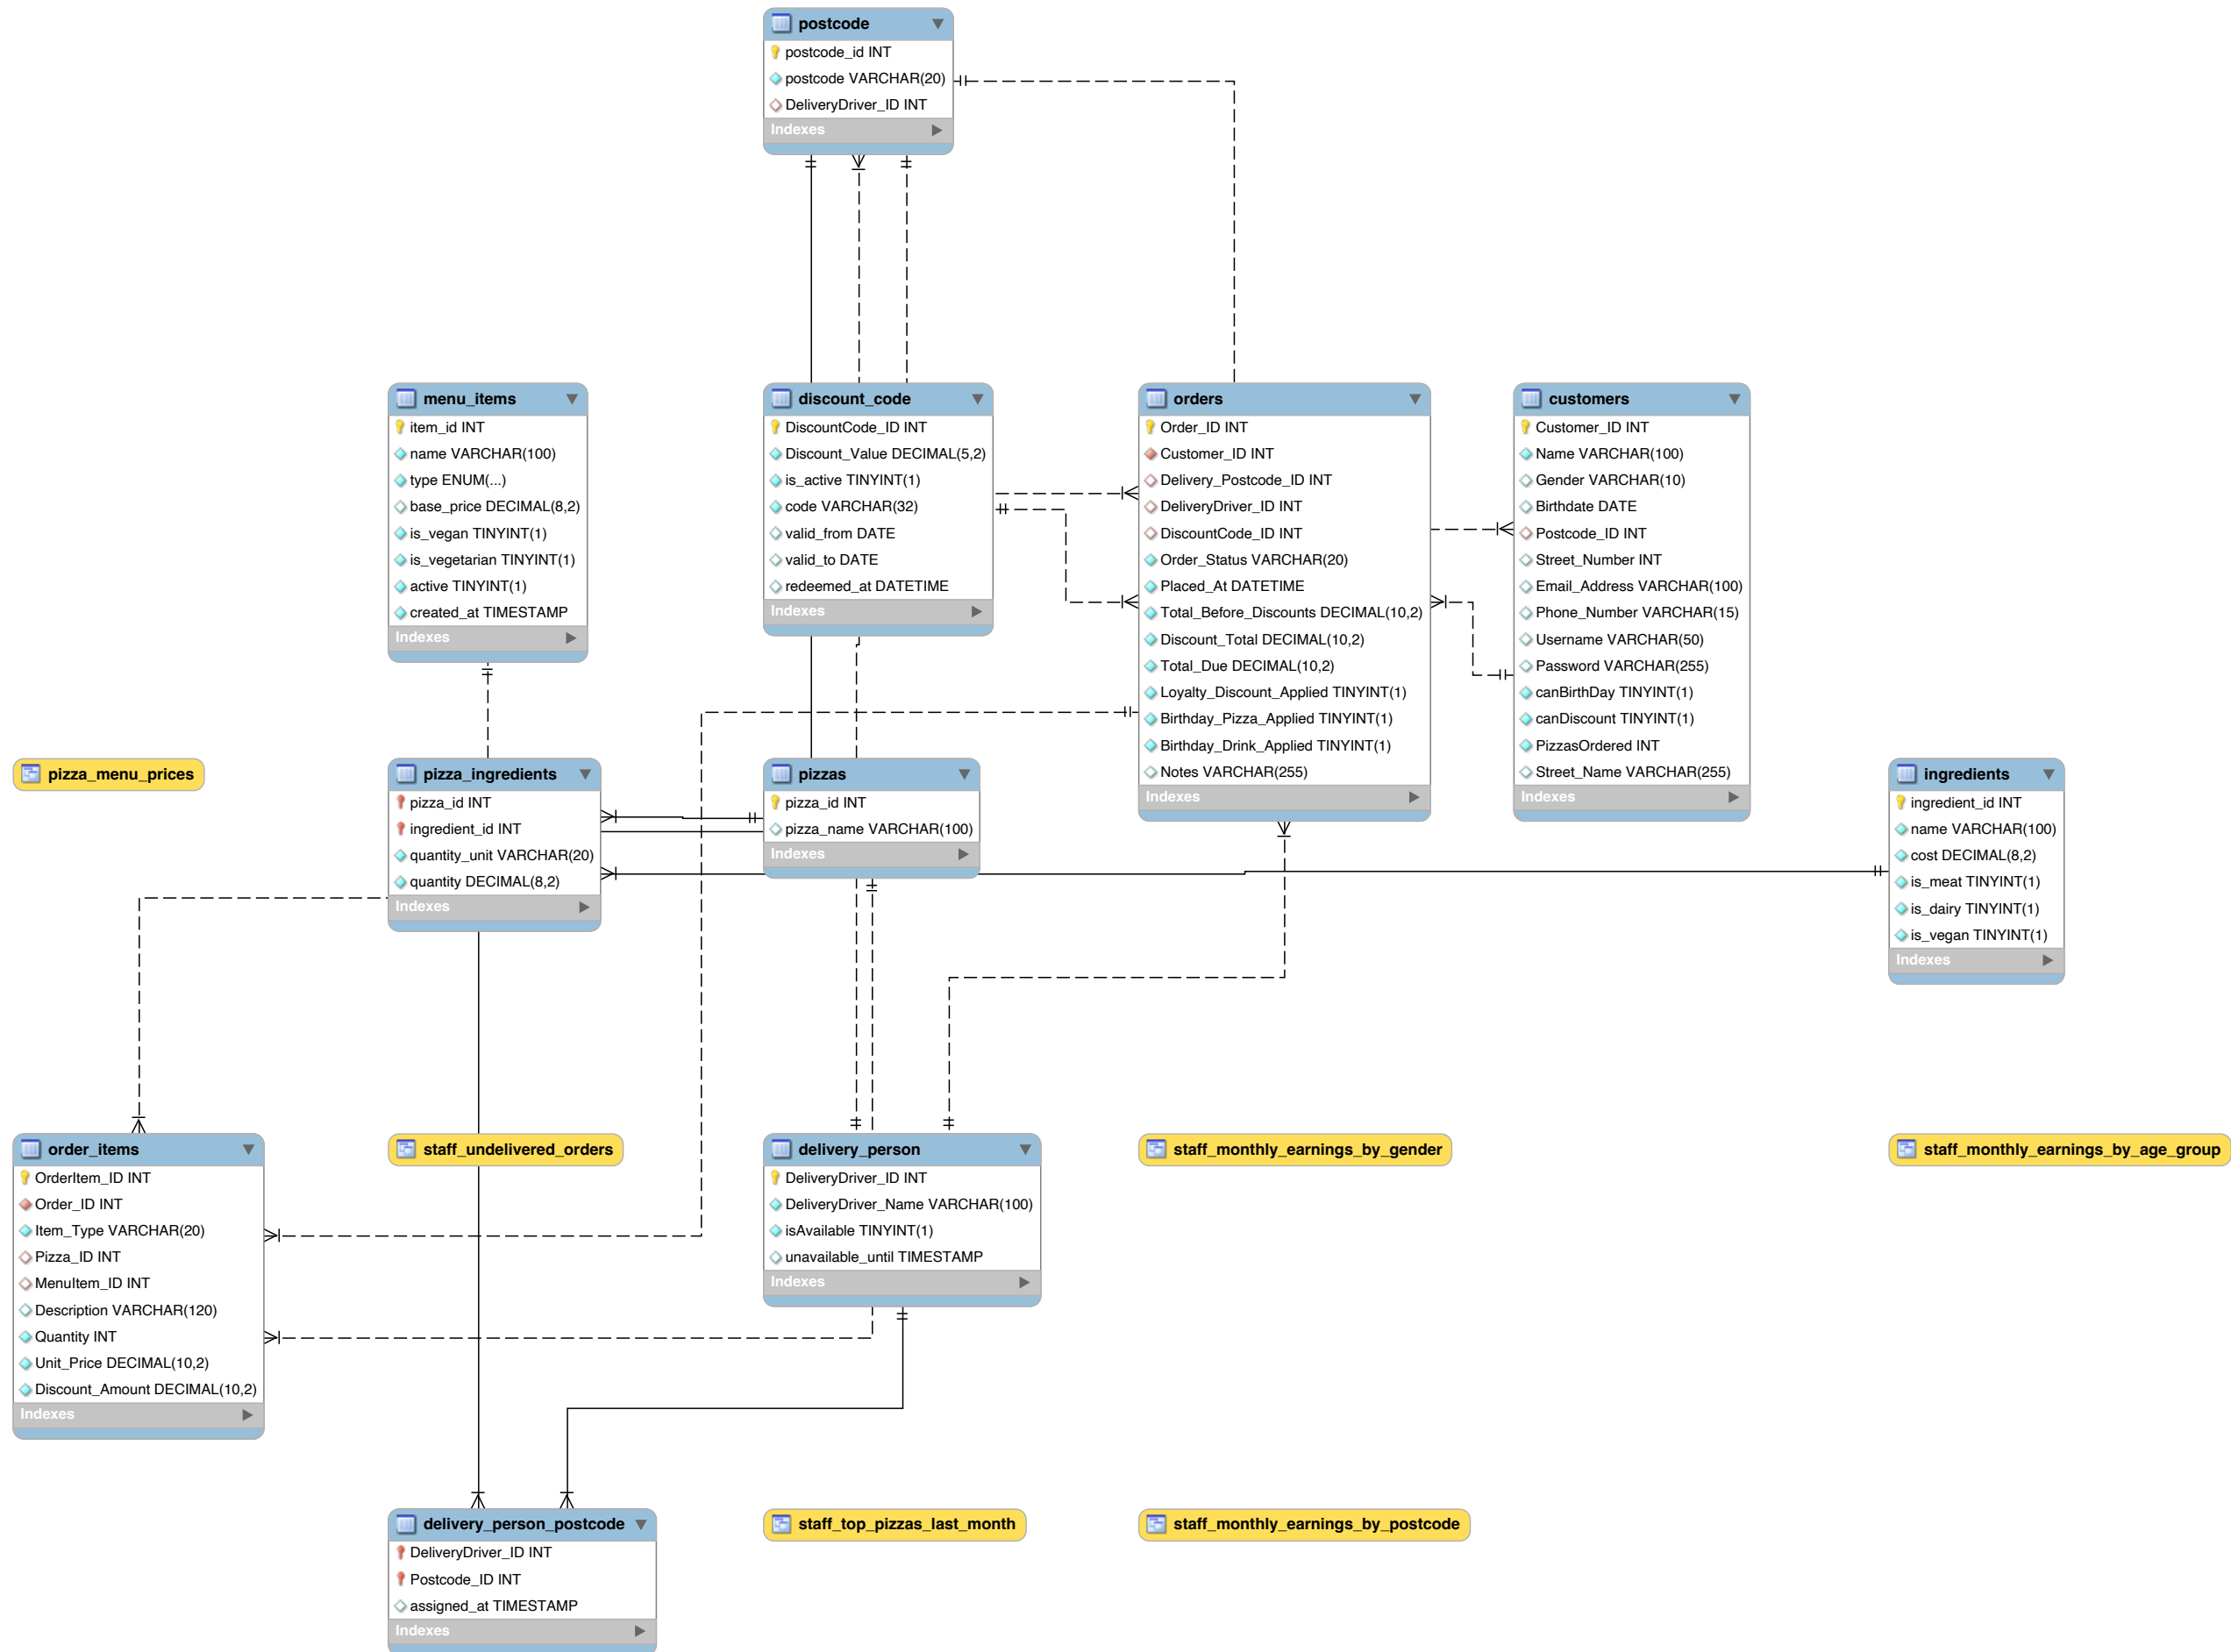 postcode
postcode_id INT
postcode VARCHAR(20)
DeliveryDriver_ID INT
Indexes
menu_items
item_id INT
name VARCHAR(100)
type ENUM(...)
base_price DECIMAL(8,2)
is_vegan TINYINT(1)
is_vegetarian TINYINT(1)
active TINYINT(1)
created_at TIMESTAMP
Indexes
discount_code
DiscountCode_ID INT
Discount_Value DECIMAL(5,2)
is_active TINYINT(1)
code VARCHAR(32)
valid_from DATE
valid_to DATE
redeemed_at DATETIME
Indexes
orders
Order_ID INT
Customer_ID INT
Delivery_Postcode_ID INT
DeliveryDriver_ID INT
DiscountCode_ID INT
Order_Status VARCHAR(20)
Placed_At DATETIME
Total_Before_Discounts DECIMAL(10,2)
Discount_Total DECIMAL(10,2)
Total_Due DECIMAL(10,2)
Loyalty_Discount_Applied TINYINT(1)
Birthday_Pizza_Applied TINYINT(1)
Birthday_Drink_Applied TINYINT(1)
Notes VARCHAR(255)
Indexes
customers
Customer_ID INT
Name VARCHAR(100)
Gender VARCHAR(10)
Birthdate DATE
Postcode_ID INT
Street_Number INT
Email_Address VARCHAR(100)
Phone_Number VARCHAR(15)
Username VARCHAR(50)
Password VARCHAR(255)
canBirthDay TINYINT(1)
canDiscount TINYINT(1)
PizzasOrdered INT
Street_Name VARCHAR(255)
Indexes
pizza_menu_prices
pizza_ingredients
pizza_id INT
ingredient_id INT
quantity_unit VARCHAR(20)
quantity DECIMAL(8,2)
Indexes
pizzas
pizza_id INT
pizza_name VARCHAR(100)
Indexes
ingredients
ingredient_id INT
name VARCHAR(100)
cost DECIMAL(8,2)
is_meat TINYINT(1)
is_dairy TINYINT(1)
is_vegan TINYINT(1)
Indexes
order_items
OrderItem_ID INT
Order_ID INT
Item_Type VARCHAR(20)
Pizza_ID INT
MenuItem_ID INT
Description VARCHAR(120)
Quantity INT
Unit_Price DECIMAL(10,2)
Discount_Amount DECIMAL(10,2)
Indexes
staff_undelivered_orders
delivery_person
DeliveryDriver_ID INT
DeliveryDriver_Name VARCHAR(100)
isAvailable TINYINT(1)
unavailable_until TIMESTAMP
Indexes
staff_monthly_earnings_by_gender
staff_monthly_earnings_by_age_group
delivery_person_postcode
DeliveryDriver_ID INT
Postcode_ID INT
assigned_at TIMESTAMP
Indexes
staff_top_pizzas_last_month
staff_monthly_earnings_by_postcode